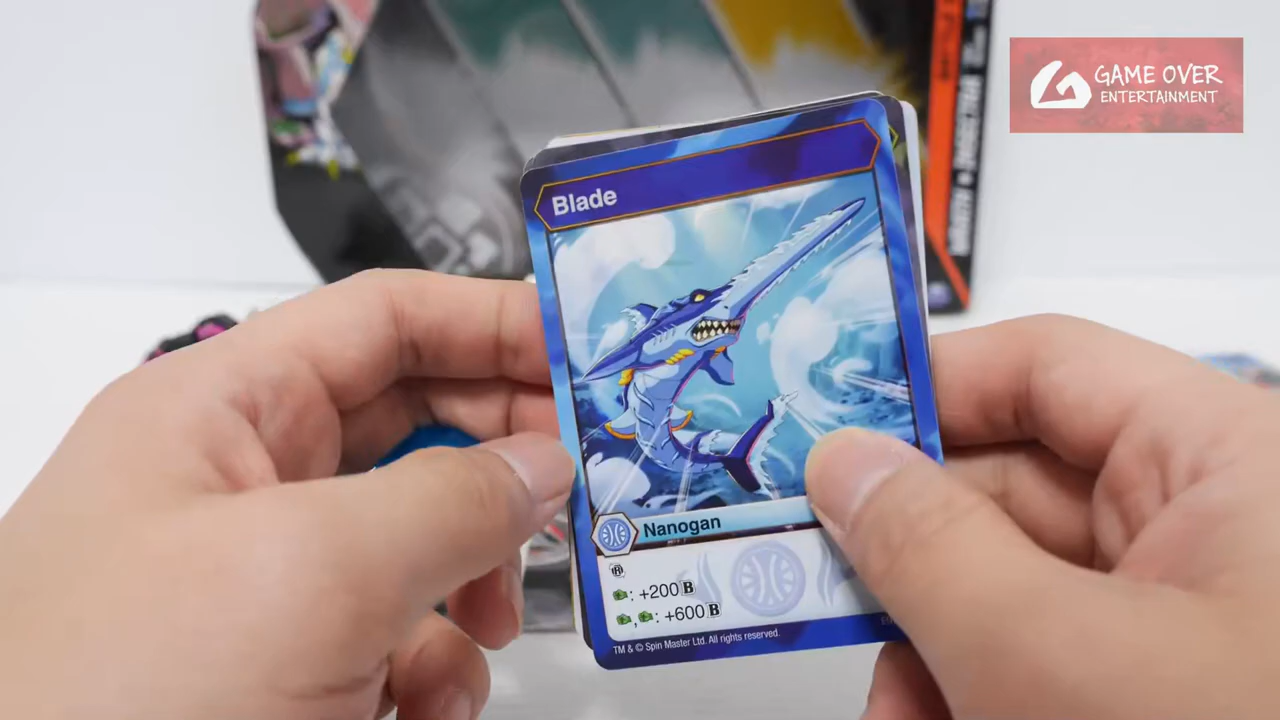 GAME OVER
ENTERTAINMENT
Blade
Nanogan
B
: +200 B
, : +600 B
TM & © Spin Master Ltd. All rights reserved.